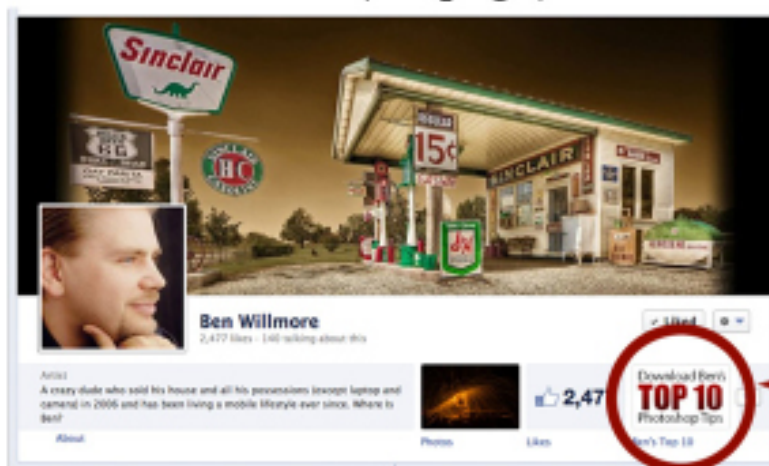 Sinclair
66
HC
REGULAR
15¢
SINCLAIR
Ben Willmore
2,477 likes · 140 talking about this
Liked
Artist
A crazy dude who sold his house and all his possessions (except laptop and
camera) in 2006 and has been living a mobile lifestyle ever since. Where is
Ben?
About
Photos
2,47
Likes
Download Ben's
TOP 10
Photoshop Tips
Ben's Top 10